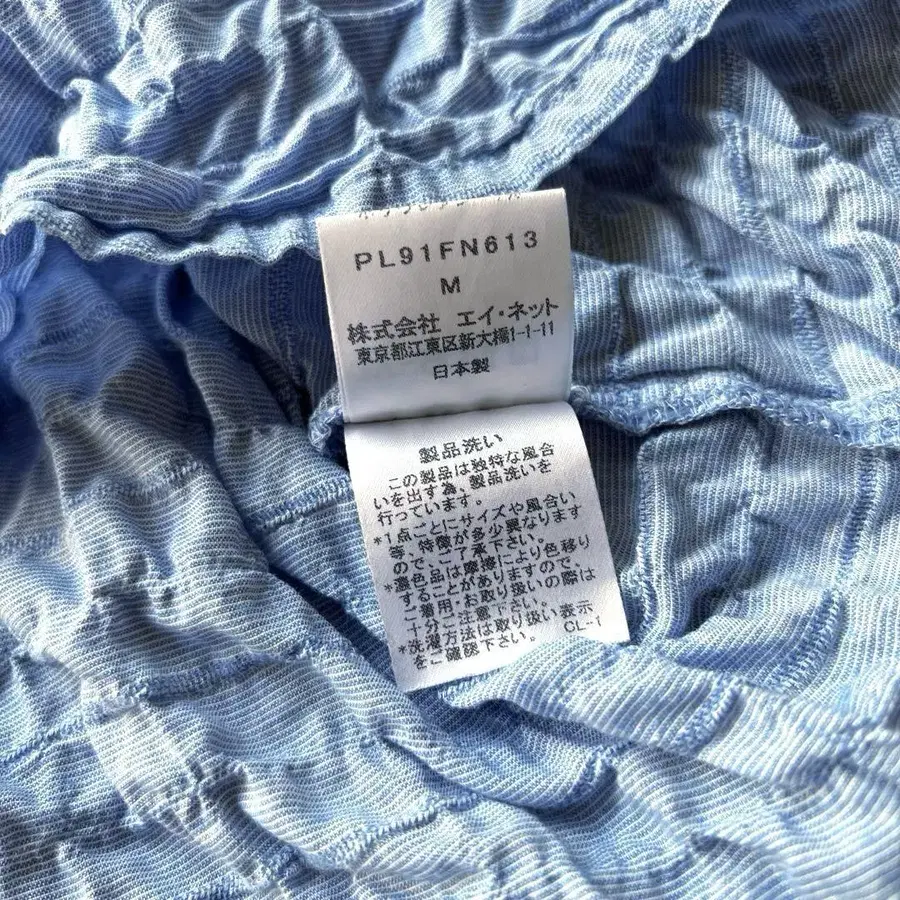 PL91FN613
M
株式会社 エイ・ネット
東京都江東区新大橋1-1-11
日本製
製品洗い
この製品は独特な風合
いを出す為、製品洗いを
行っています。
*1点ごとにサイズや風合い
等、特徴が多少異なります
ので、ご了承下さい。
*濃色品は摩擦により色移り
することがありますので、
ご着用・お取り扱いの際は
十分ご注意下さい。
*洗濯方法は取り扱い表示
をご確認下さい。 CL-1